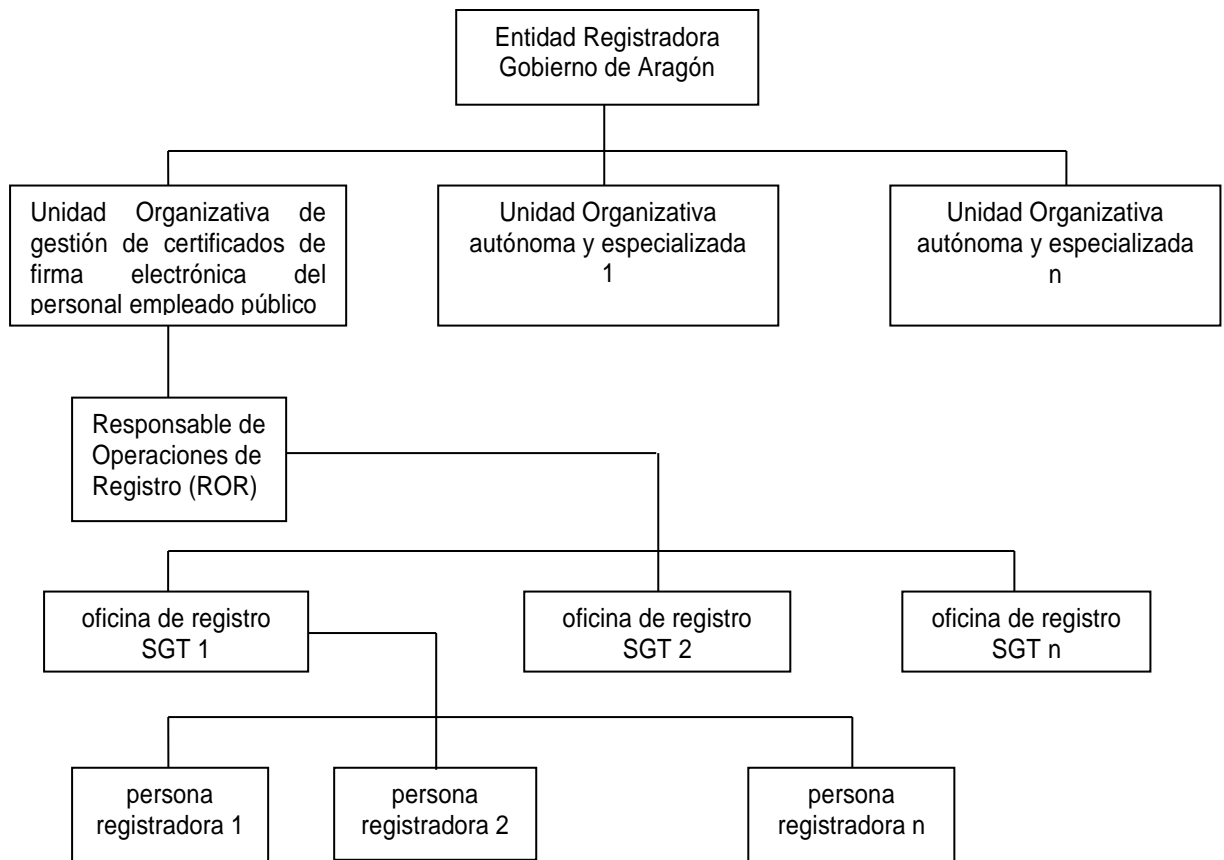 Entidad Registradora
Gobierno de Aragón
Unidad Organizativa de
gestión de certificados de
firma electrónica del
personal empleado público
Unidad Organizativa
autónoma y especializada
1
Unidad Organizativa
autónoma y especializada
n
Responsable de
Operaciones de
Registro (ROR)
oficina de registro
SGT 1
oficina de registro
SGT 2
oficina de registro
SGT n
persona
registradora 1
persona
registradora 2
persona
registradora n